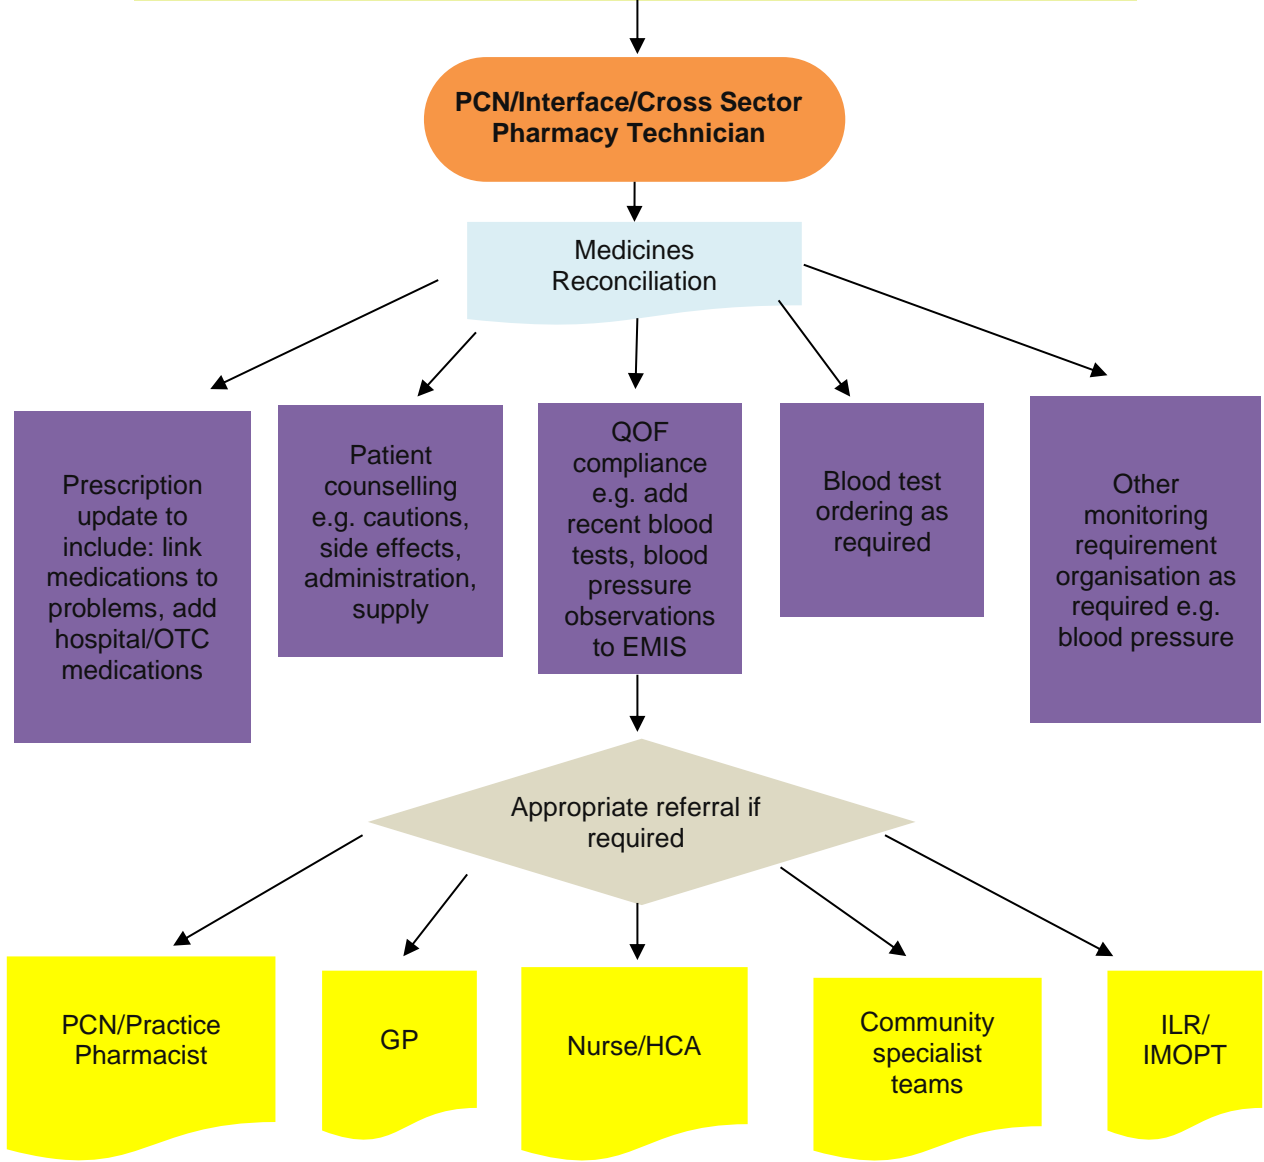 PCN/Interface/Cross Sector
Pharmacy Technician
Medicines
Reconciliation
Prescription
update to
include: link
medications to
problems, add
hospital/OTC
medications
Patient
counselling
e.g. cautions,
side effects,
administration,
supply
QOF
compliance
e.g. add
recent blood
tests, blood
pressure
observations
to EMIS
Blood test
ordering as
required
Other
monitoring
requirement
organisation as
required e.g.
blood pressure
Appropriate referral if
required
PCN/Practice
Pharmacist
GP
Nurse/HCA
Community
specialist
teams
ILR/
IMOPT